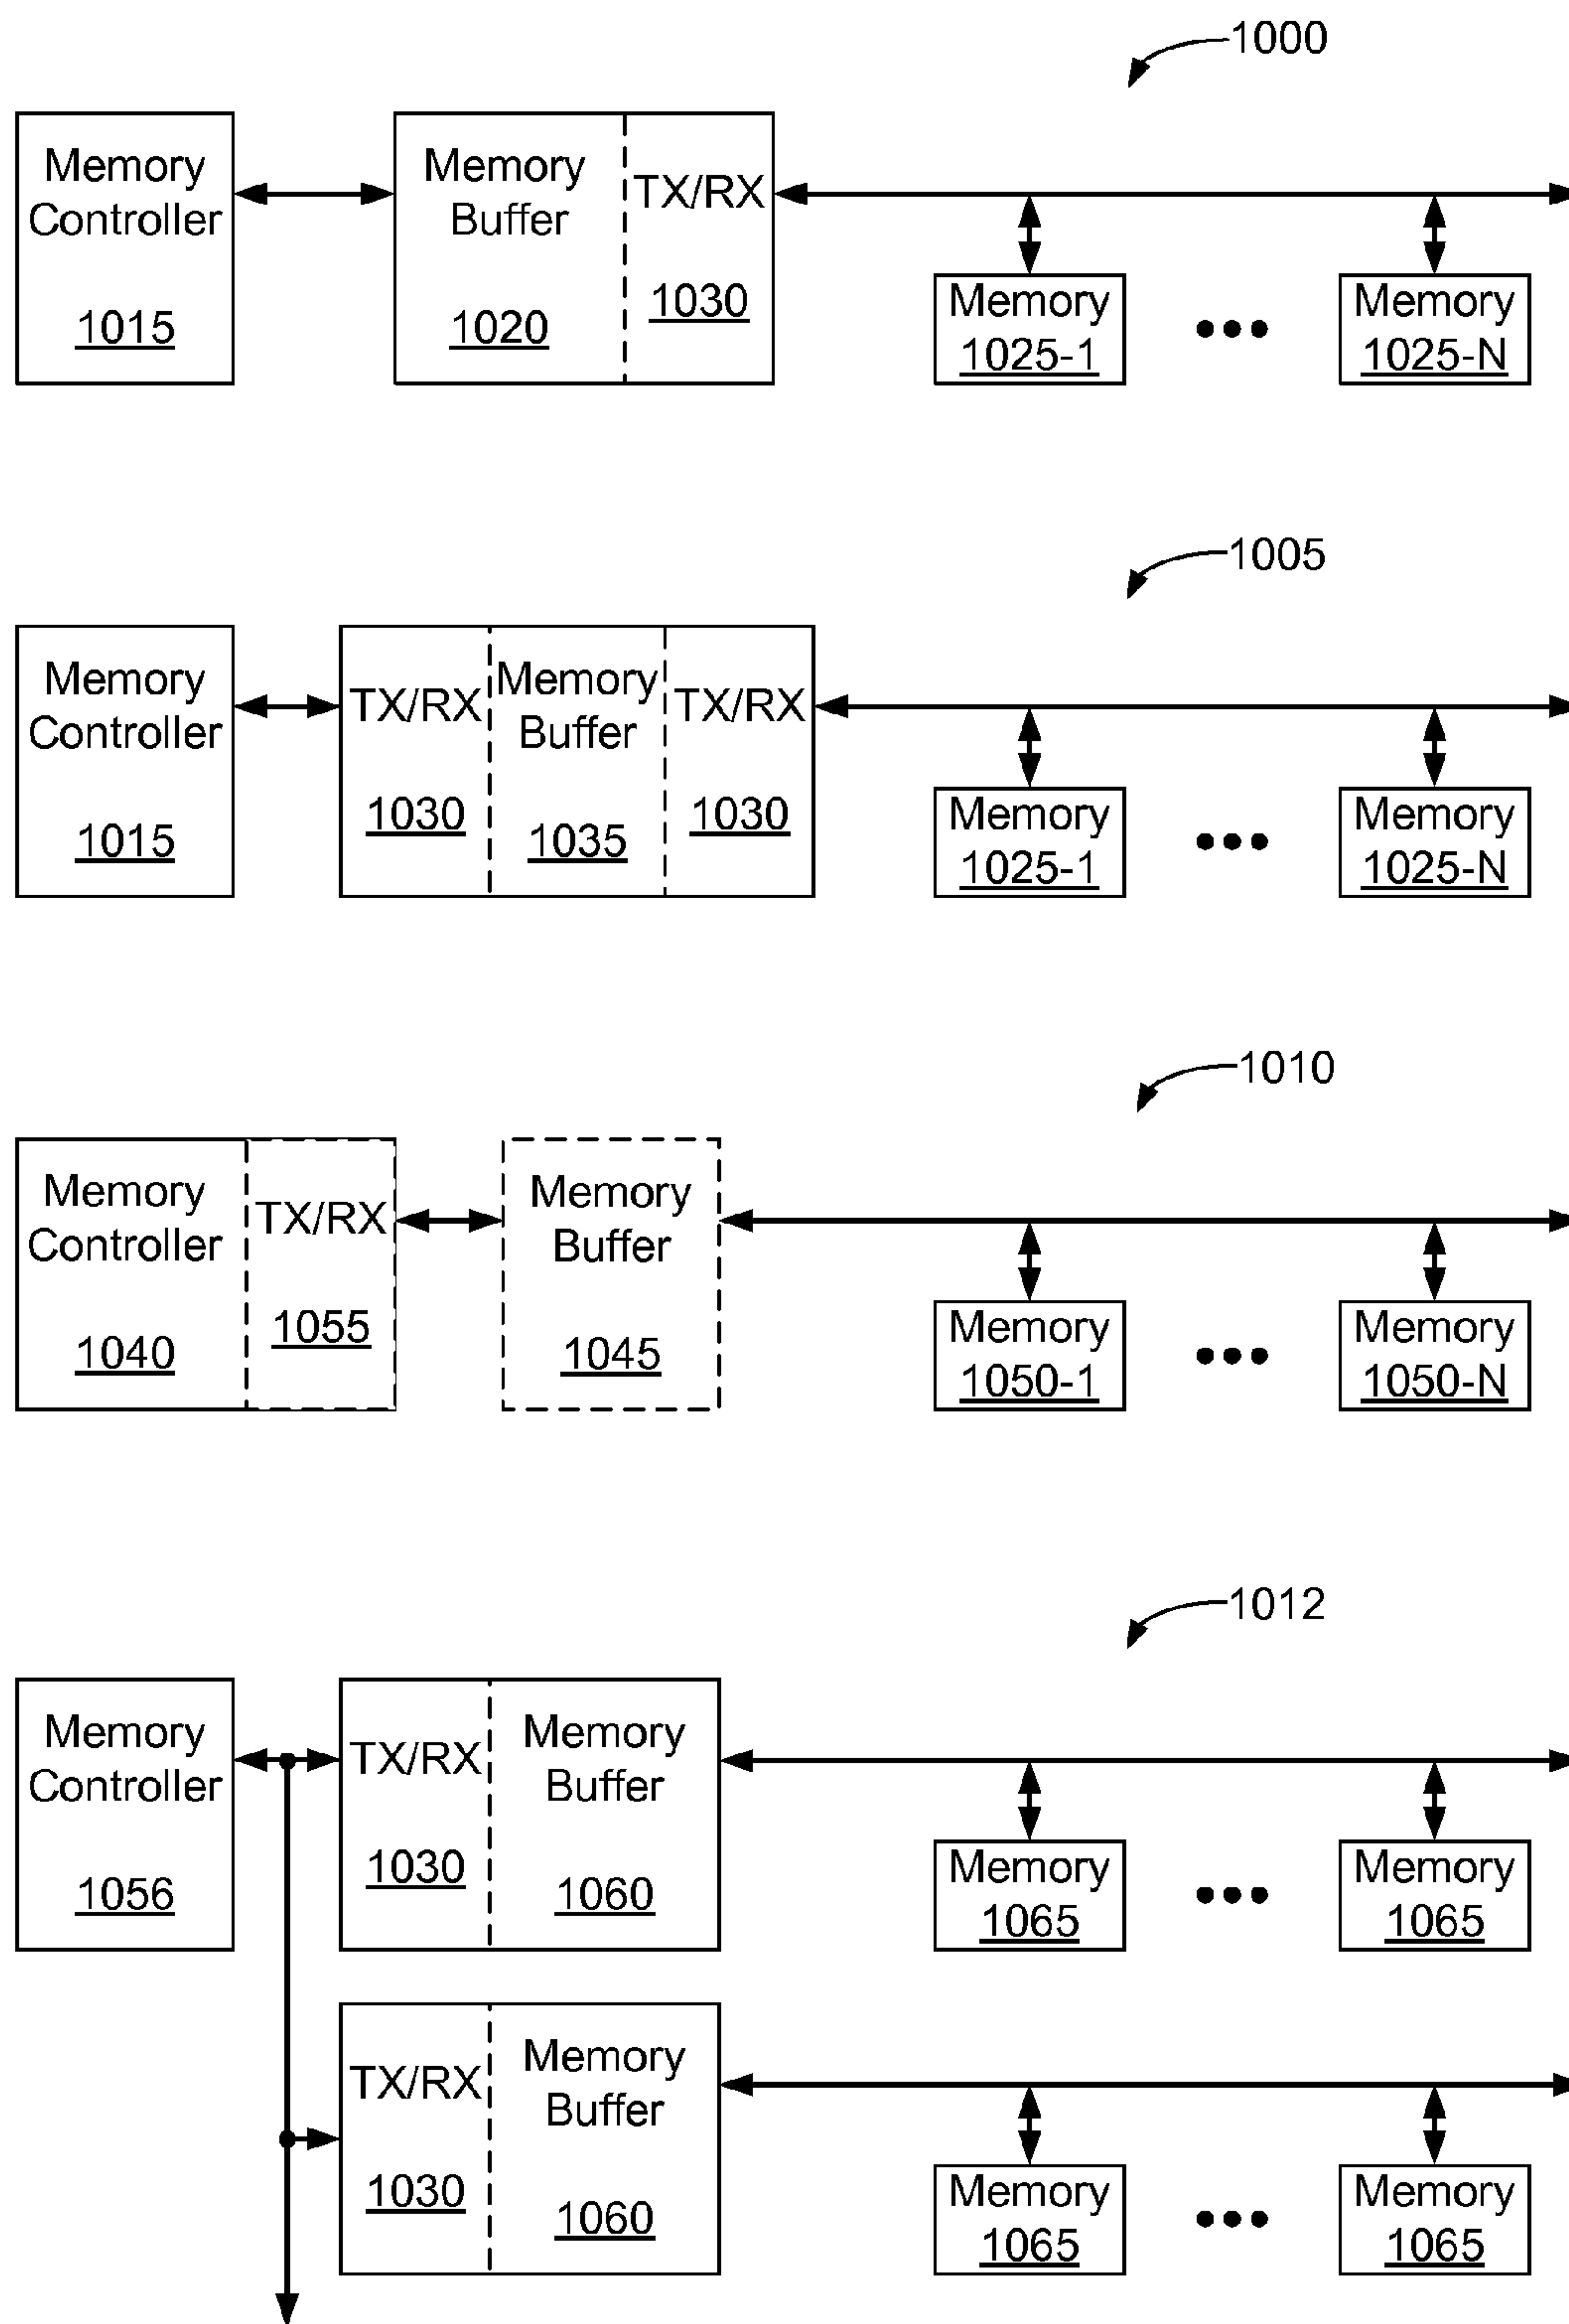 1000
Memory
Controller
1015
Memory
Buffer
1020
TX/RX
1030
Memory
1025-1
Memory
1025-N
1005
Memory
Controller
1015
TX/RX
1030
Memory
Buffer
1035
TX/RX
1030
Memory
1025-1
Memory
1025-N
1010
Memory
Controller
1040
TX/RX
1055
Memory
Buffer
1045
Memory
1050-1
Memory
1050-N
1012
Memory
Controller
1056
TX/RX
1030
Memory
Buffer
1060
Memory
1065
Memory
1065
TX/RX
1030
Memory
Buffer
1060
Memory
1065
Memory
1065